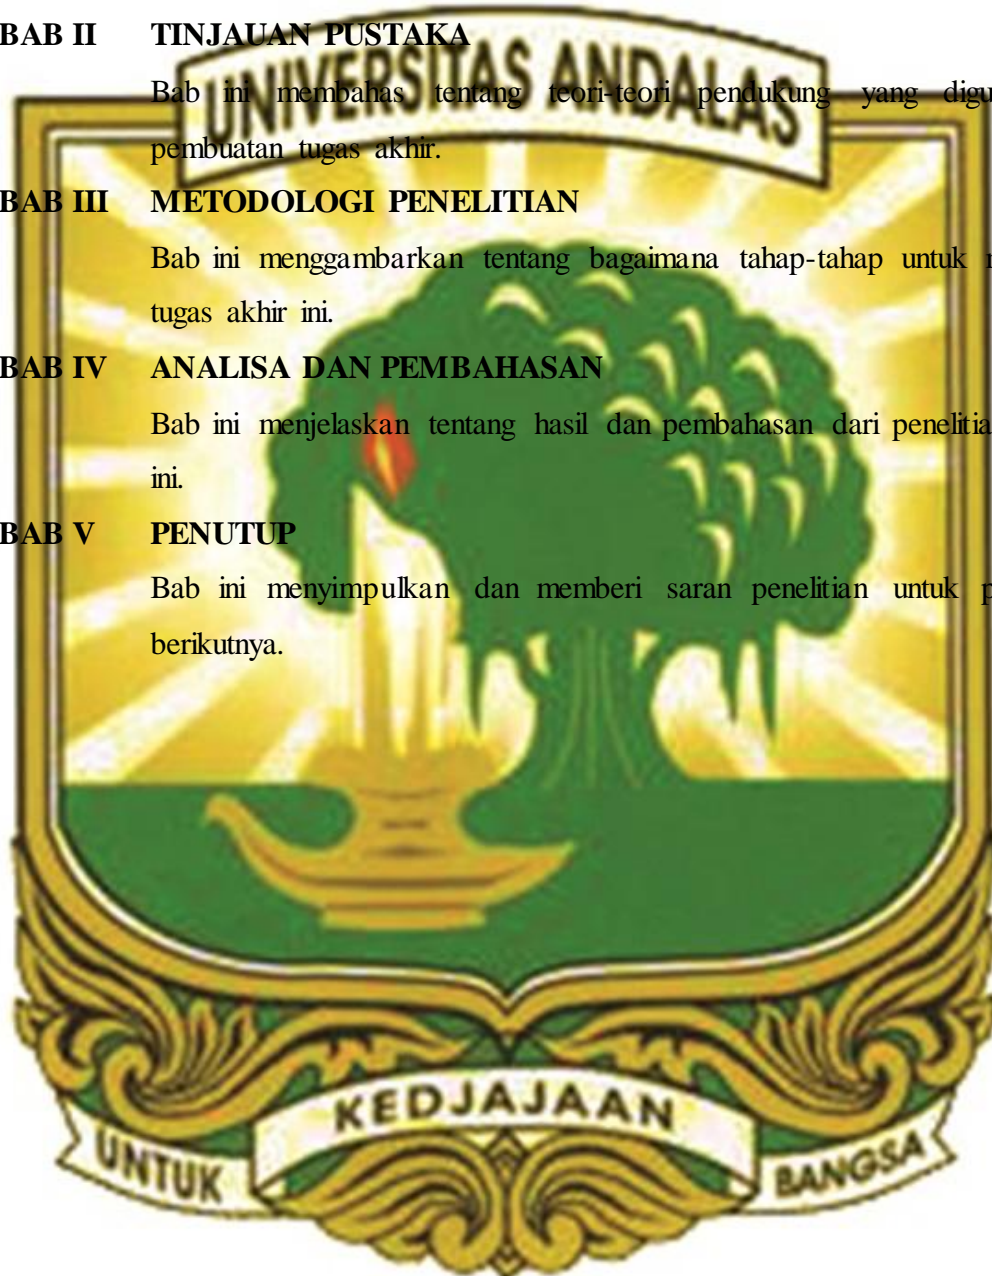 BAB II TINJAUAN PUSTAKA
UNIVERSITAS ANDALAS
Bab ini membahas tentang teori-teori pendukung yang
pembuatan tugas akhir.
BAB III METODOLOGI PENELITIAN
Bab ini menggambarkan tentang bagaimana tahap-tahap untuk
tugas akhir ini.
BAB IV ANALISA DAN PEMBAHASAN
Bab ini menjelaskan tentang hasil dan pembahasan dari
ini.
BAB V PENUTUP
Bab ini menyimpulkan dan memberi saran penelitian untuk
berikutnya.
UNTUK KEDJAJAAN BANGSA